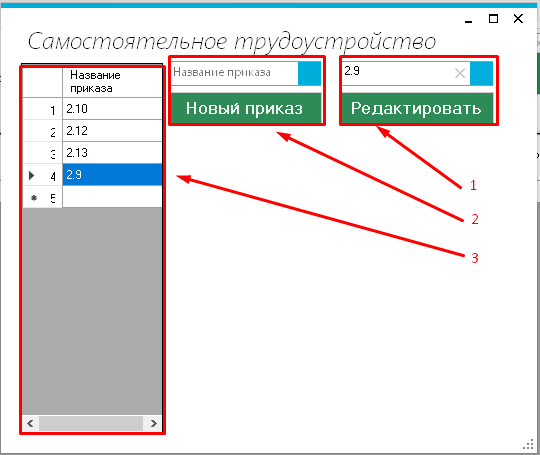 Самостоятельное трудоустройство
Название приказа
Название приказа
2.9
Новый приказ
Редактировать
1 2.10
2 2.12
3 2.13
4 2.9
5
1
2
3